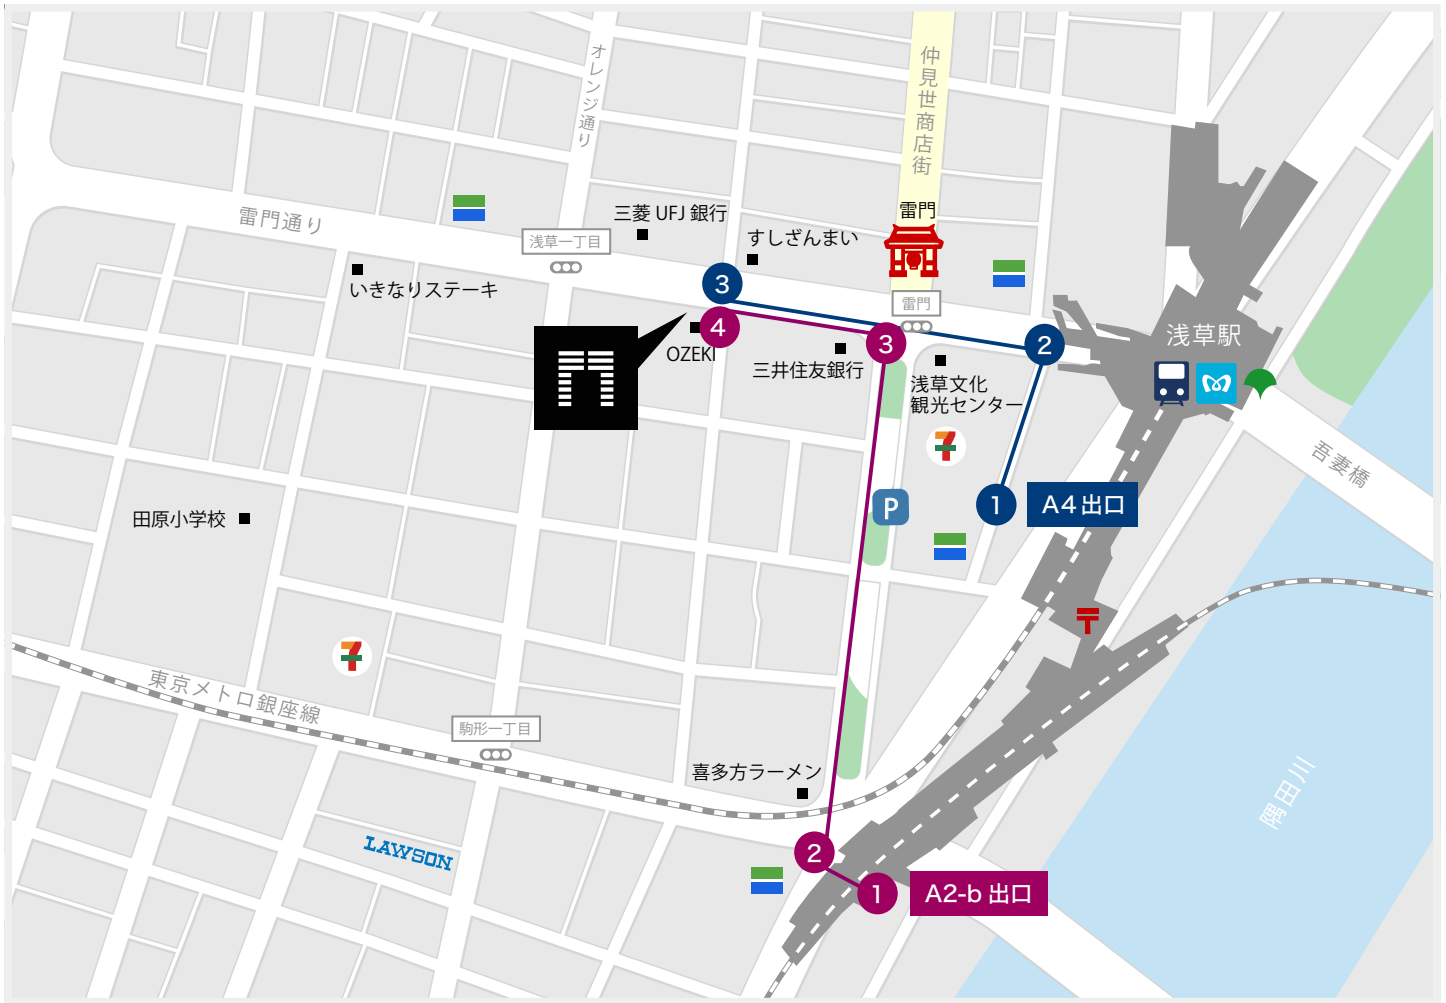 オレンジ通り
仲見世商店街
雷門通り
三菱 UFJ 銀行
雷門
浅草一丁目
すしざんまい
いきなりステーキ
3
雷門
4
OZEKI
3
三井住友銀行
2
浅草駅
浅草文化
観光センター
7
吾妻橋
P
1
A4 出口
田原小学校
〒
7
東京メトロ銀座線
駒形一丁目
喜多方ラーメン
隅田川
LAWSON
2
1
A2-b 出口